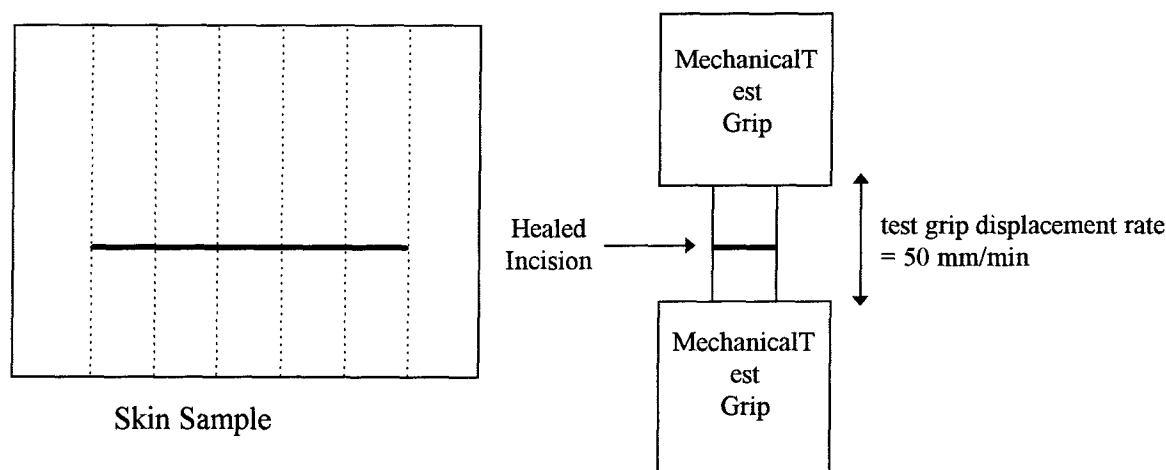 MechanicalT
est
Grip
Healed
Incision
test grip displacement rate
= 50 mm/min
MechanicalT
est
Grip
Skin Sample